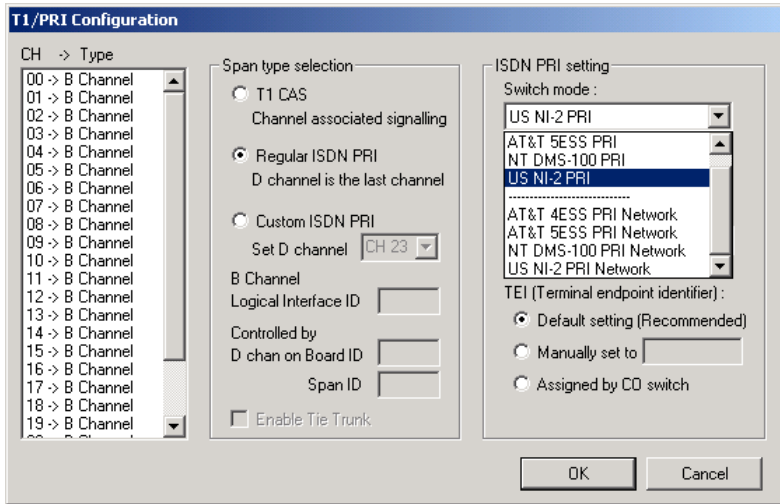 T1/PRI Configuration
CH -> Type
00 -> B Channel
01 -> B Channel
02 -> B Channel
03 -> B Channel
04 -> B Channel
05 -> B Channel
06 -> B Channel
07 -> B Channel
08 -> B Channel
09 -> B Channel
10 -> B Channel
11 -> B Channel
12 -> B Channel
13 -> B Channel
14 -> B Channel
15 -> B Channel
16 -> B Channel
17 -> B Channel
18 -> B Channel
19 -> B Channel
Span type selection
T1 CAS
Channel associated signalling
Regular ISDN PRI
D channel is the last channel
Custom ISDN PRI
Set D channel CH 23
B Channel
Logical Interface ID
Controlled by
D chan on Board ID
Span ID
Enable Tie Trunk
ISDN PRI setting
Switch mode :
US NI-2 PRI
AT&T 5ESS PRI
NT DMS-100 PRI
US NI-2 PRI
----------------------------
AT&T 4ESS PRI Network
AT&T 5ESS PRI Network
NT DMS-100 PRI Network
US NI-2 PRI Network
TEI (Terminal endpoint identifier) :
Default setting (Recommended)
Manually set to
Assigned by CO switch
OK
Cancel